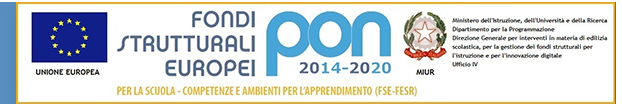 UNIONE EUROPEA
FONDI
STRUTTURALI
EUROPEI
pon
2014-2020
MIUR
Ministero dell'Istruzione, dell'Università e della Ricerca
Dipartimento per la Programmazione
Direzione Generale per interventi in materia di edilizia
scolastica, per la gestione dei fondi strutturali per
l'istruzione e per l'innovazione digitale
Ufficio IV
PER LA SCUOLA - COMPETENZE E AMBIENTI PER L'APPRENDIMENTO (FSE-FESR)